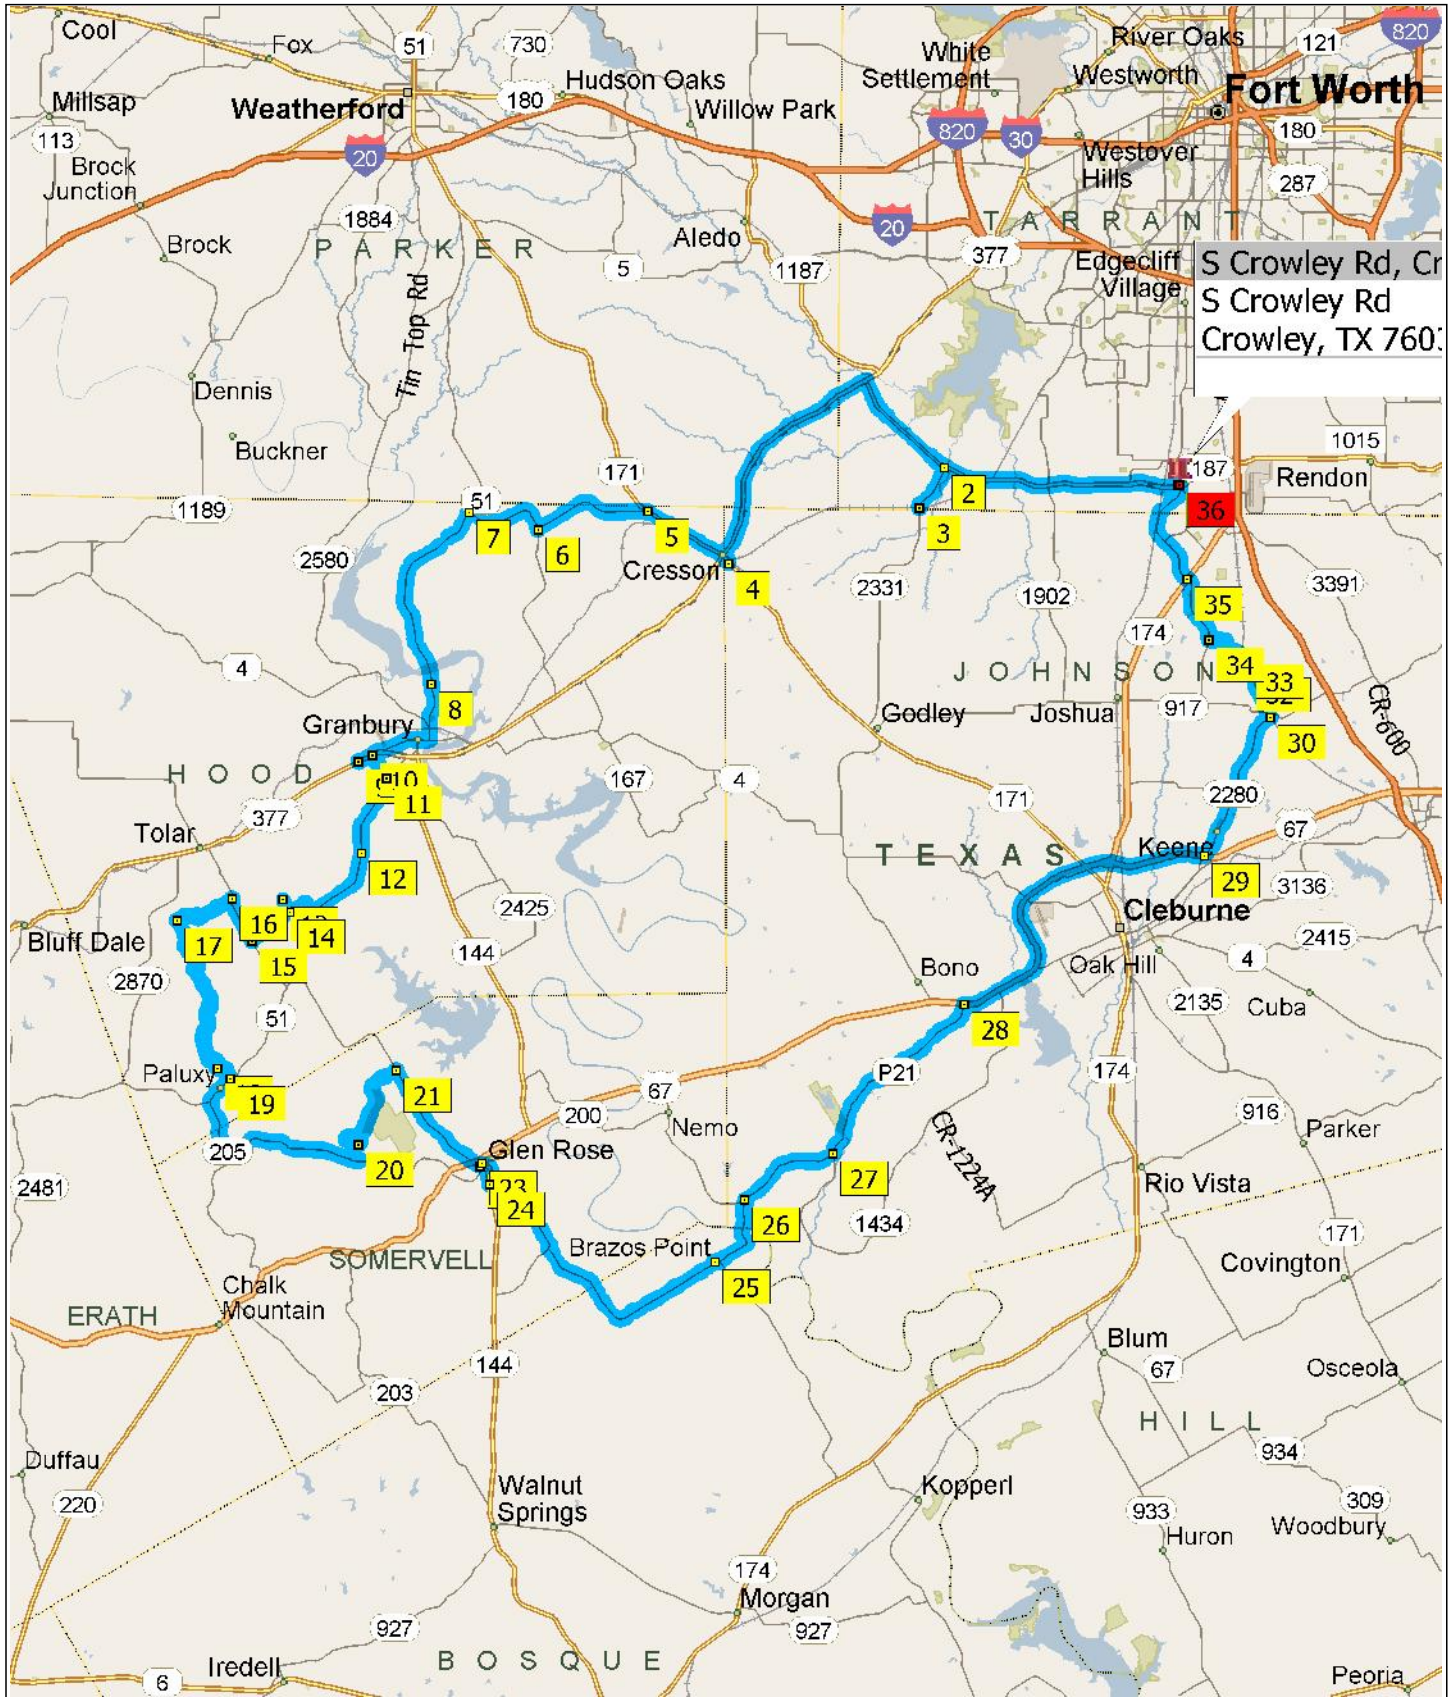 Cool
Fox
51
730
White
Settlement
River Oaks
121
820
Millsap
Weatherford
Hudson Oaks
180
Willow Park
Westworth
Fort Worth
113
20
820
30
180
Brock
Junction
Westover
Hills
287
1884
PARKER
Aledo
20
TARRANT
Brock
5
1187
377
Edgecliff
Village
S Crowley Rd, Cr
S Crowley Rd
Crowley, TX 760
Tin Top Rd
Dennis
Buckner
171
1015
187
Rendon
1189
51
2
36
7
6
5
3
2580
Cresson
4
2331
1902
3391
35
174
4
JOHNSON
34
33
8
Granbury
Godley
Joshua
917
30
CR-600
HOOD
10
11
167
4
171
2280
377
67
Tolar
TEXAS
Keene
12
29
3136
16
2425
Cleburne
Bluff Dale
17
14
15
144
Bono
Oak Hill
4
2415
2870
2135
Cuba
51
28
Paluxy
21
P21
174
19
200
67
Nemo
916
CR-1224A
Parker
205
Glen Rose
20
27
2481
23
24
26
1434
Rio Vista
Brazos Point
171
SOMERVELL
25
Covington
Chalk
Mountain
ERATH
144
Blum
67
Osceola
203
HILL
934
Duffau
220
Walnut
Springs
Kopperl
933
309
Huron
Woodbury
174
Morgan
927
927
BOSQUE
Iredell
6
Peoria